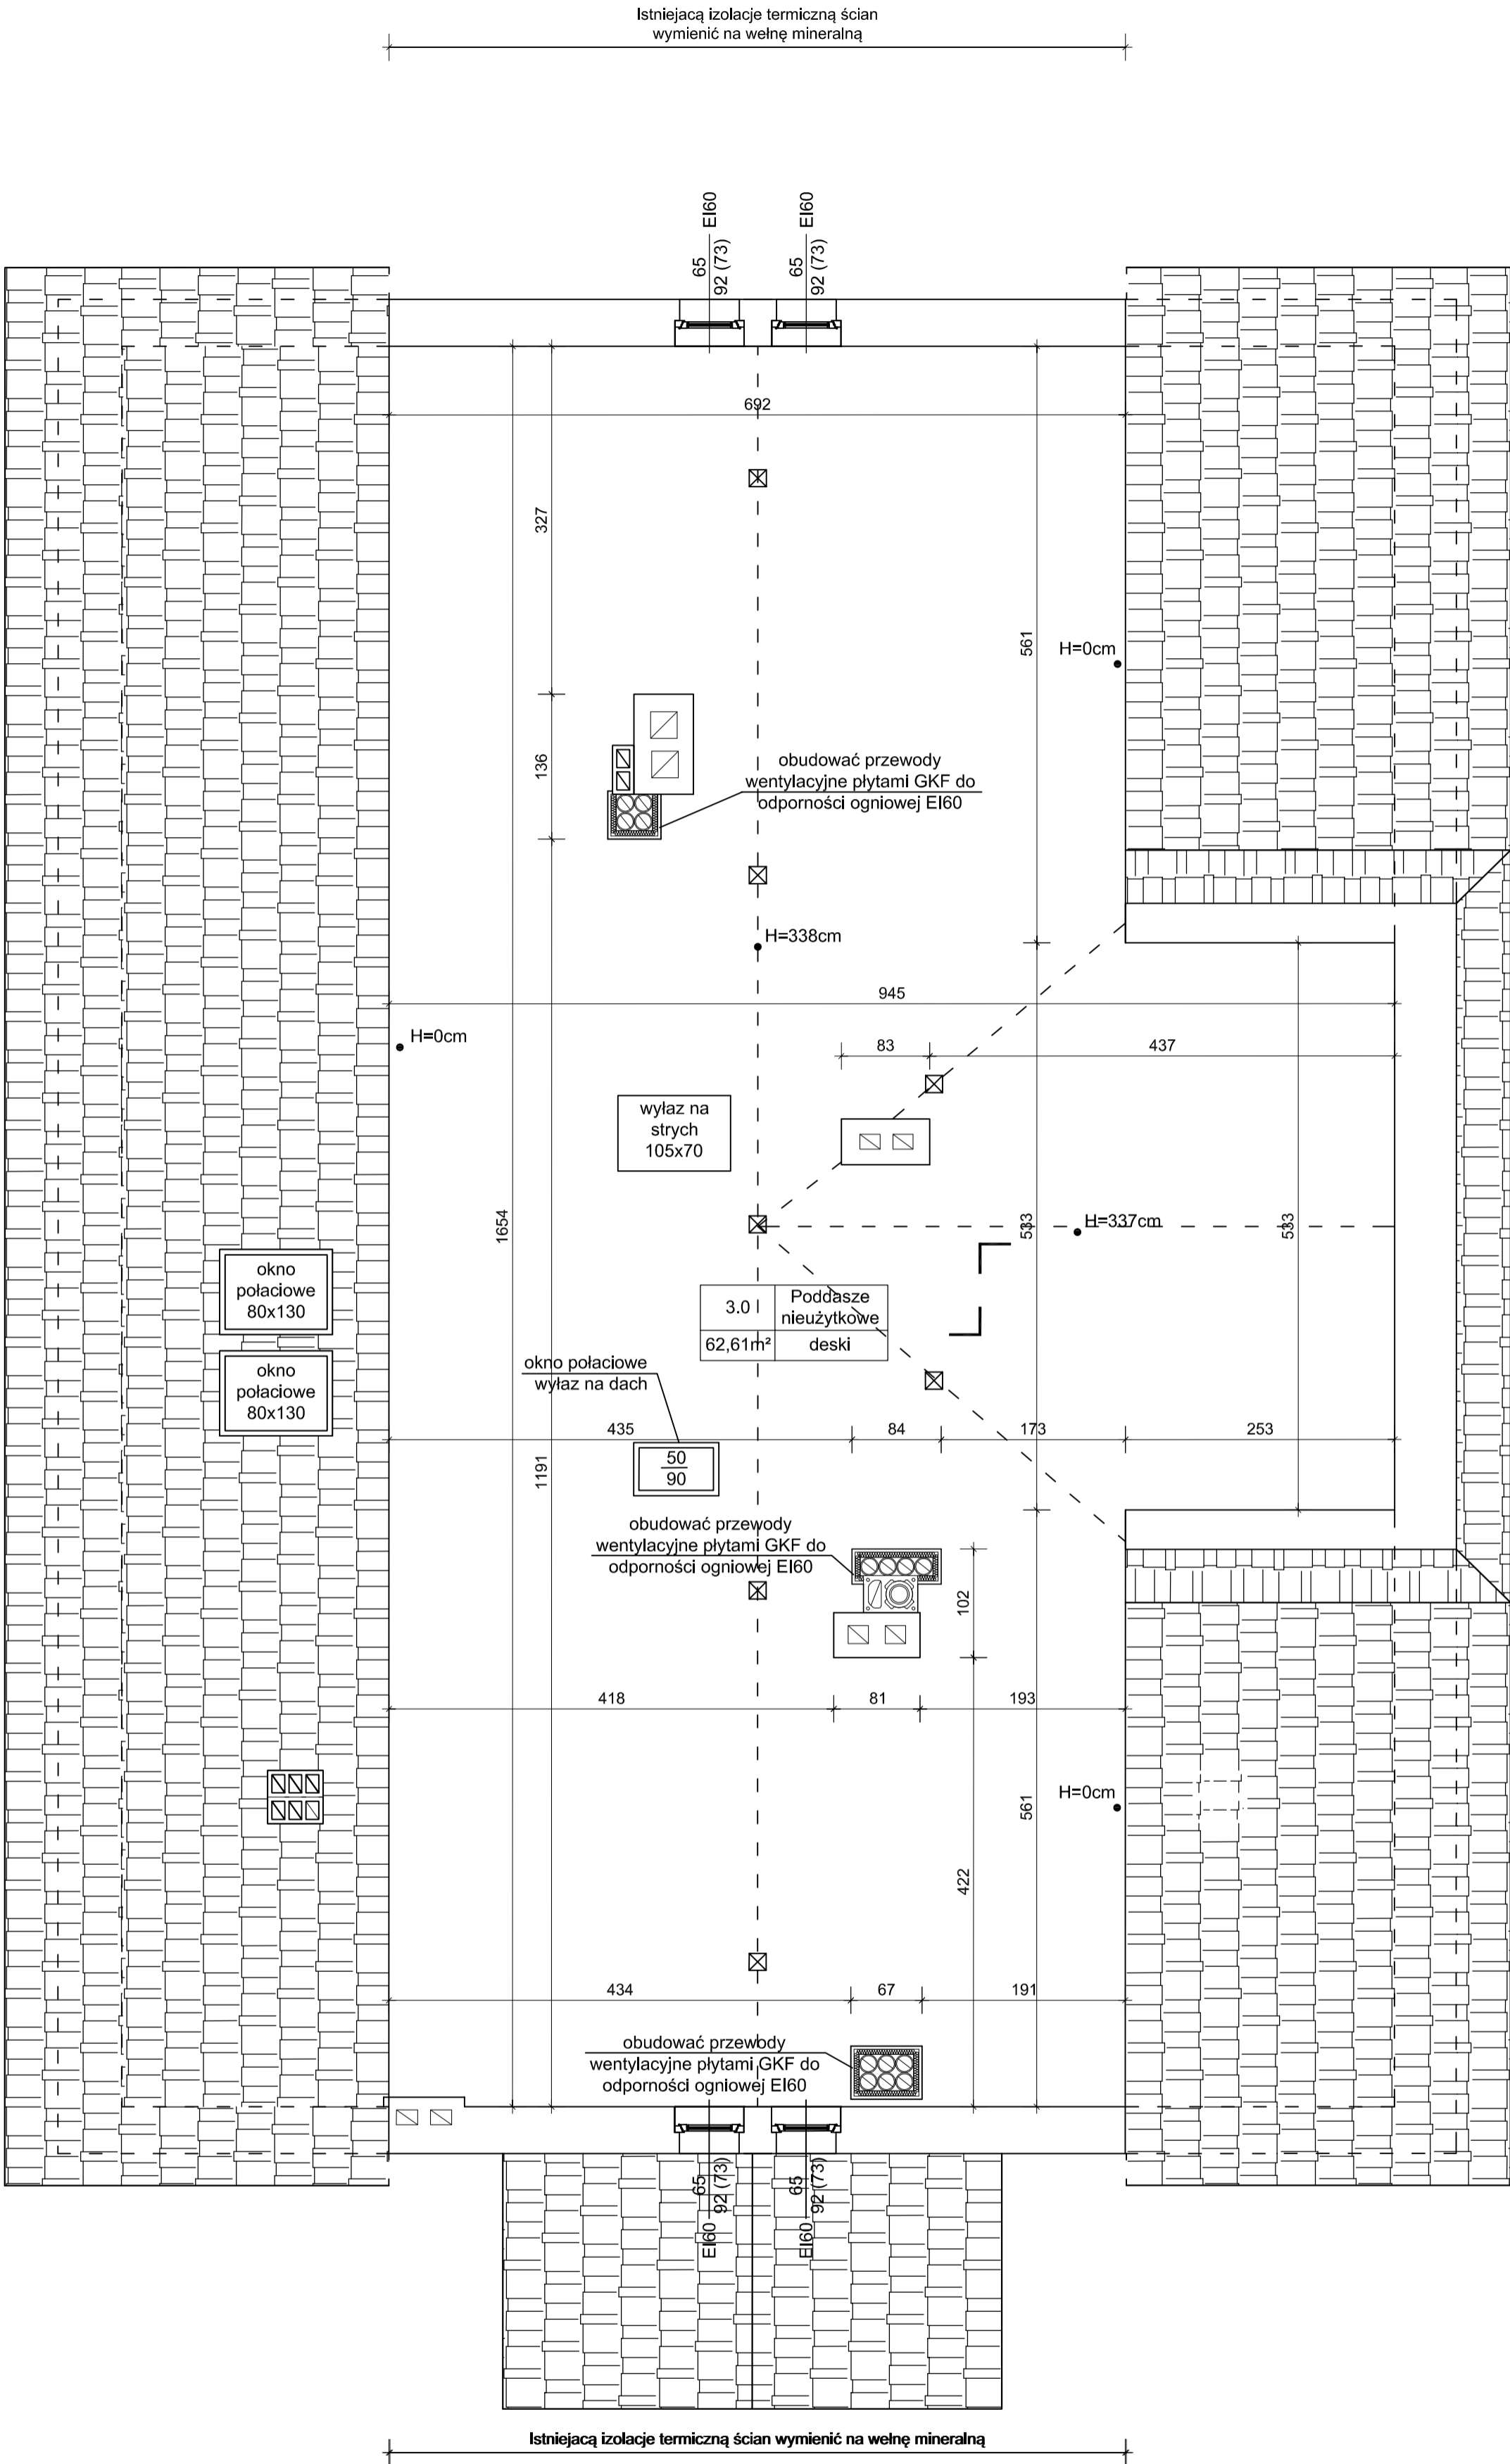 Istniejacą izolacje termiczną ścian
wymienić na wełnę mineralną
65
92 (73)
EI60
65
92 (73)
EI60
692
327
561
H=0cm
136
obudować przewody
wentylacyjne płytami GKF do
odporności ogniowej EI60
H=338cm
945
H=0cm
83
437
wyłaz na
strych
105x70
1654
533
H=337cm
533
okno
połaciowe
80x130
3.0
Poddasze
nieużytkowe
62,61m²
deski
okno
połaciowe
80x130
okno połaciowe
wyłaz na dach
435
84
173
253
50
90
1191
obudować przewody
wentylacyjne płytami GKF do
odporności ogniowej EI60
102
418
81
193
H=0cm
561
422
434
67
191
obudować przewody
wentylacyjne płytami GKF do
odporności ogniowej EI60
65
92 (73)
EI60
65
92 (73)
EI60
Istniejacą izolacje termiczną ścian wymienić na wełnę mineralną